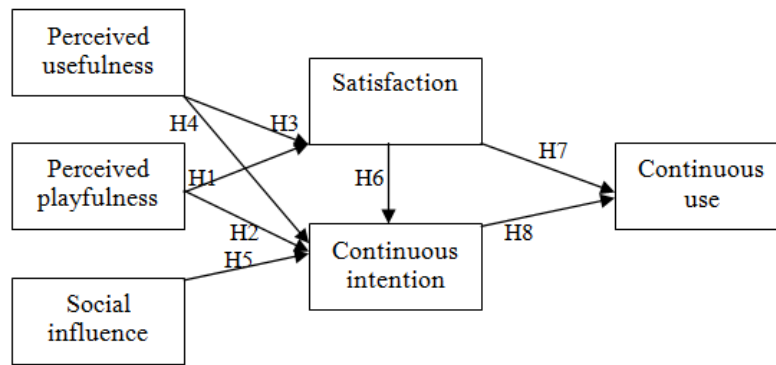 Perceived
usefulness
Satisfaction
H4
H3
Perceived
playfulness
H1
H6
H7
Continuous
use
H2
H5
Continuous
intention
H8
Social
influence